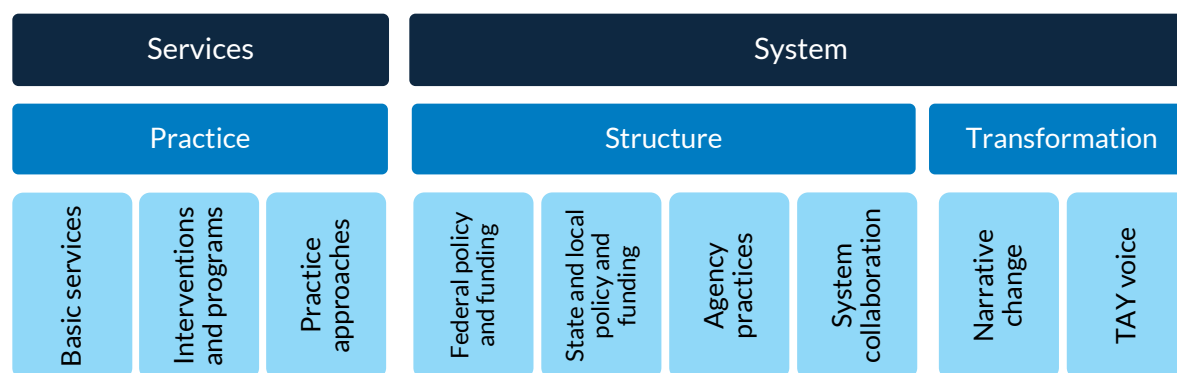 Services
System
Practice
Structure
Transformation
Basic services
Interventions
and programs
Practice
approaches
Federal policy
and funding
State and local
policy and
funding
Agency
practices
System
collaboration
Narrative
change
TAY voice